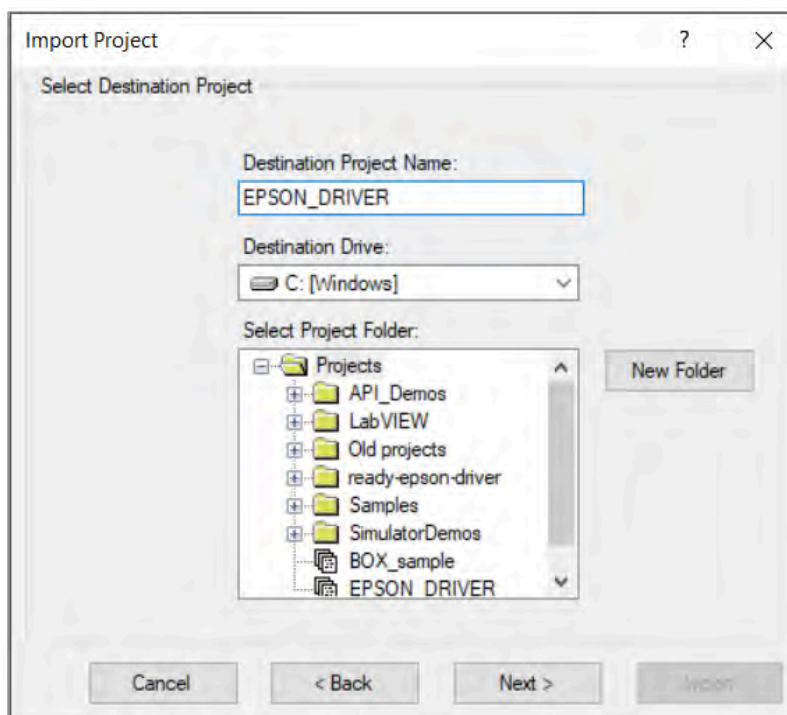 Import Project
?
Select Destination Project
Destination Project Name:
EPSON_DRIVER
Destination Drive:
C: [Windows]
Select Project Folder:
Projects
New Folder
API_Demos
LabVIEW
Old projects
ready-epson-driver
Samples
SimulatorDemos
BOX_sample
EPSON_DRIVER
Cancel
< Back
Next >
Import